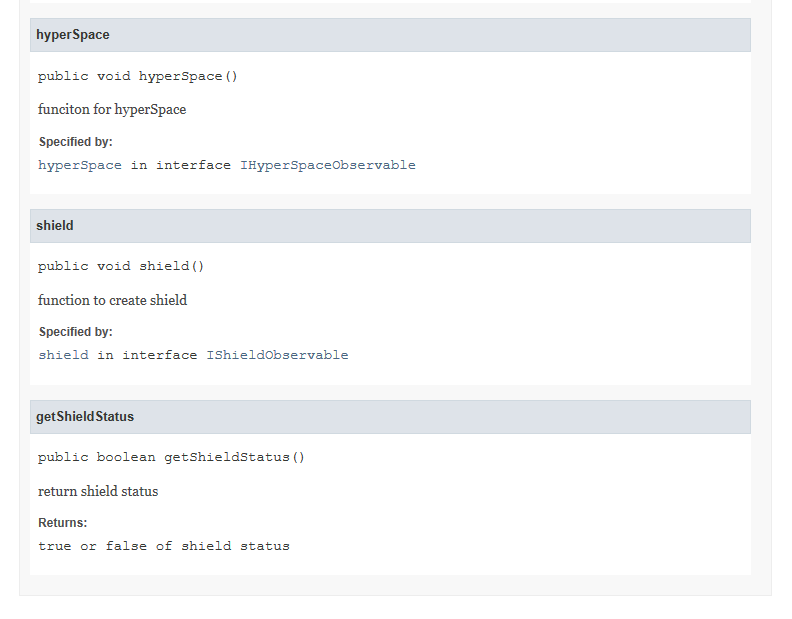 hyperSpace
public void hyperSpace()
funciton for hyperSpace
Specified by:
hyperSpace in interface IHyperSpaceObservable
shield
public void shield()
function to create shield
Specified by:
shield in interface IShieldObservable
getShieldStatus
public boolean getShieldStatus()
return shield status
Returns:
true or false of shield status